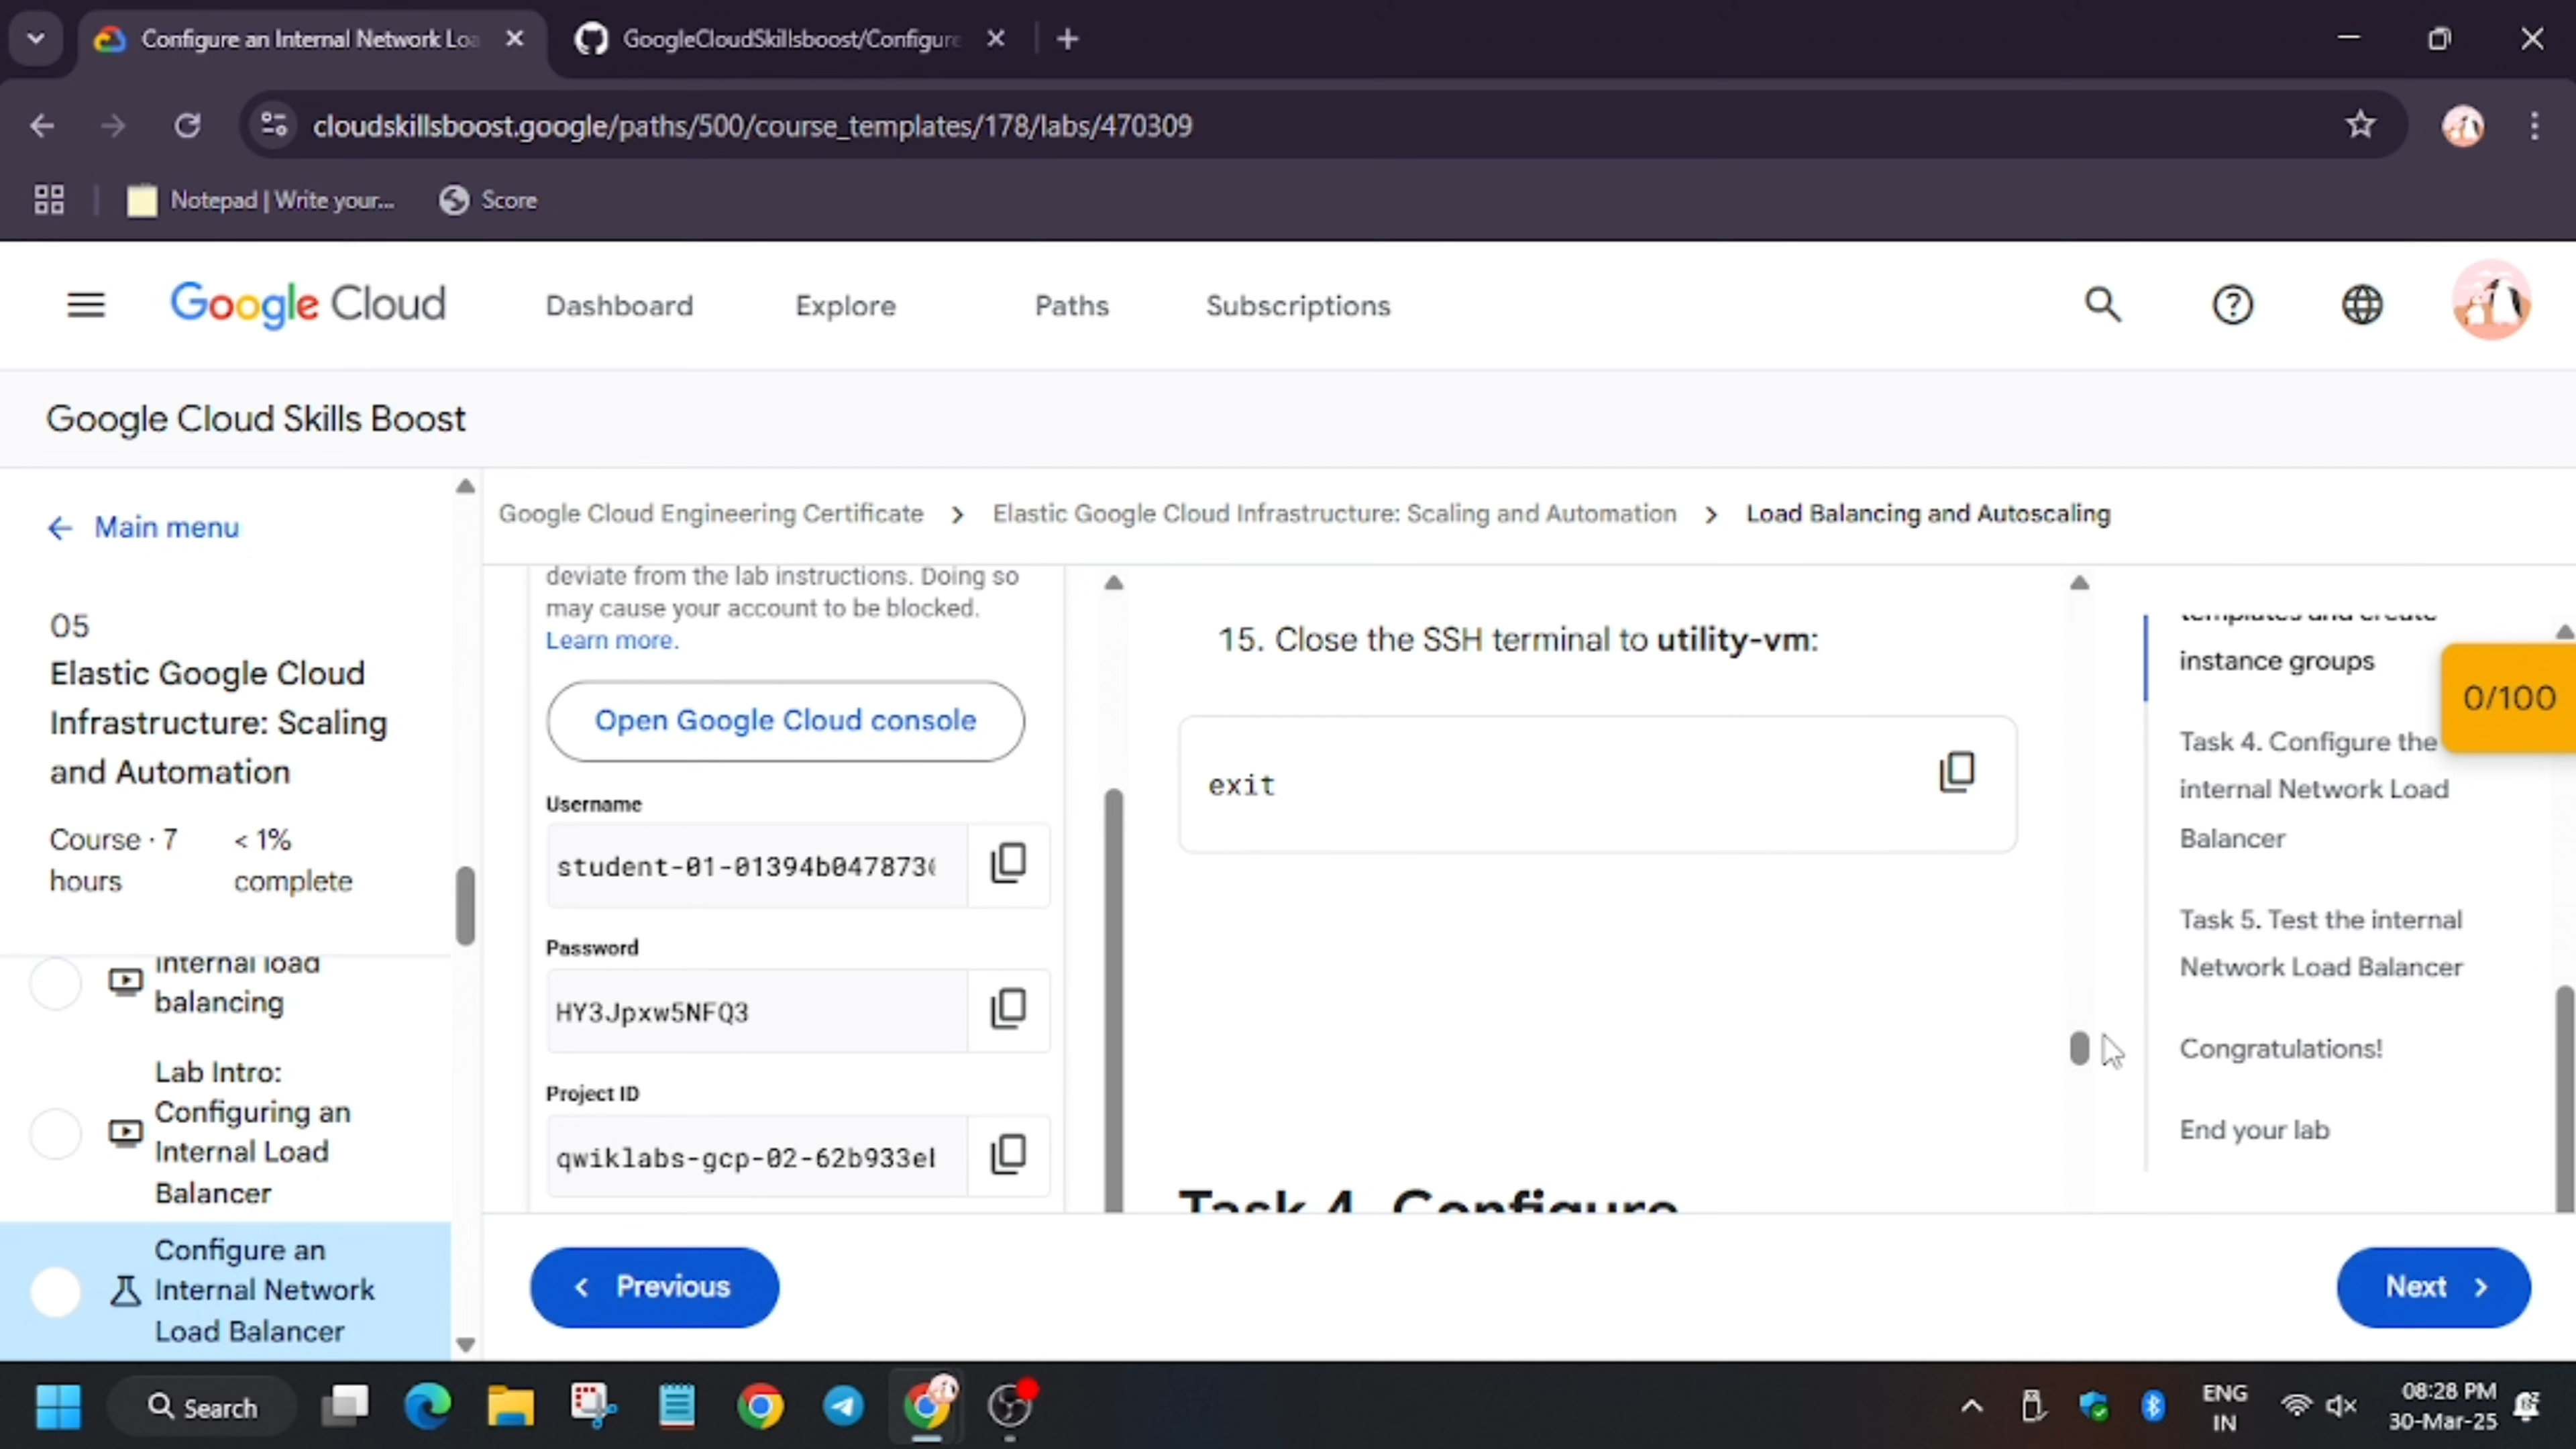 Configure an Internal Network Loa
GoogleCloudSkillsboost/Configure
cloudskillsboost.google/paths/500/course_templates/178/labs/470309
Notepad | Write your...
Score
Google Cloud
Dashboard
Explore
Paths
Subscriptions
Google Cloud Skills Boost
Main menu
05
Elastic Google Cloud
Infrastructure: Scaling
and Automation
Course · 7
hours
< 1%
complete
Internal load
balancing
Lab Intro:
Configuring an
Internal Load
Balancer
Configure an
Internal Network
Load Balancer
Google Cloud Engineering Certificate
Elastic Google Cloud Infrastructure: Scaling and Automation
Load Balancing and Autoscaling
deviate from the lab instructions. Doing so
may cause your account to be blocked.
Learn more.
Open Google Cloud console
Username
student-01-01394b047873
Password
HY3Jpxw5NFQ3
Project ID
qwiklabs-gcp-02-62b933e
15. Close the SSH terminal to utility-vm:
exit
Task 4. Configure
templates and create
instance groups
0/100
Task 4. Configure the
internal Network Load
Balancer
Task 5. Test the internal
Network Load Balancer
Congratulations!
End your lab
Previous
Next
Search
ENG
IN
08:28 PM
30-Mar-25